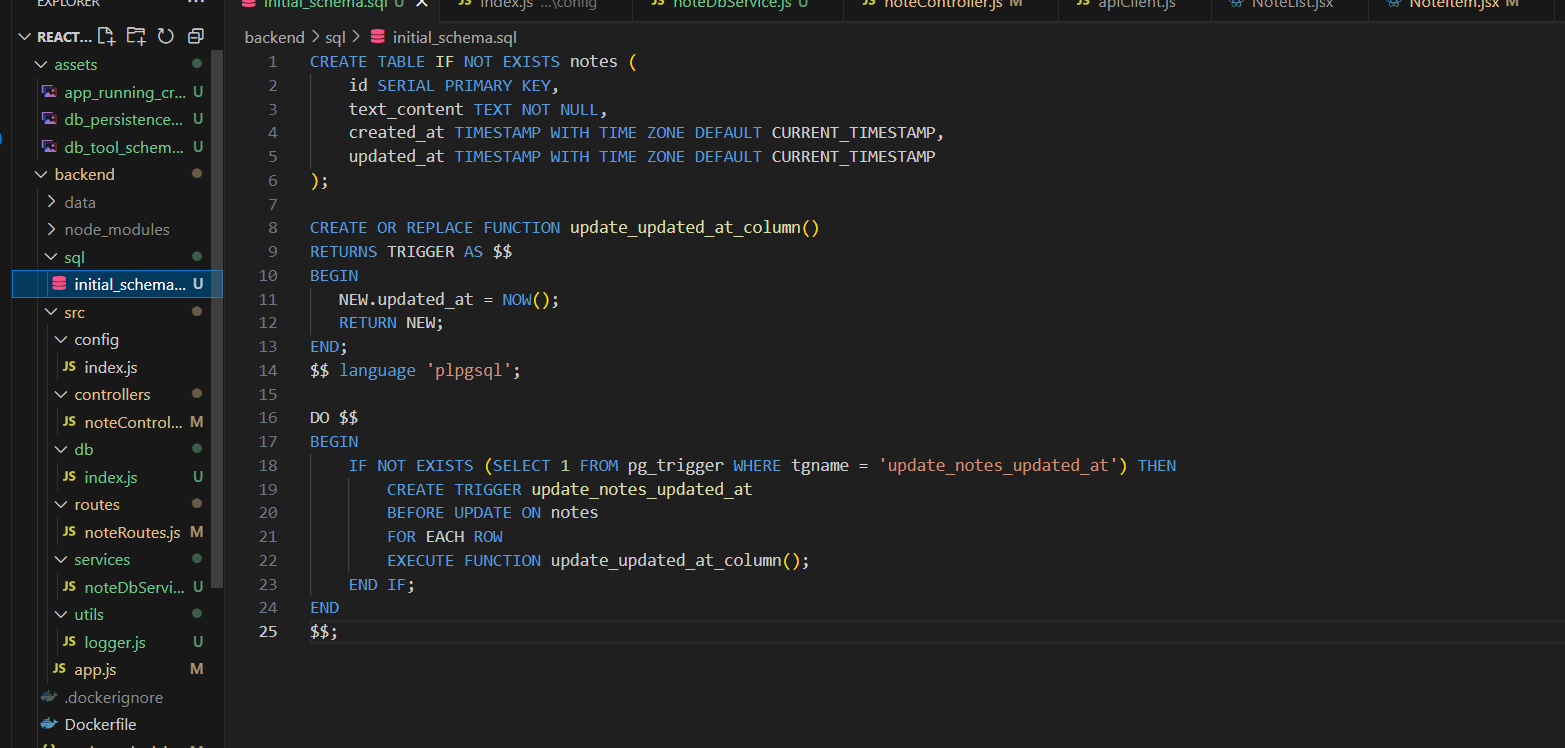 EXPLORER ...
initial_schema.sql U
JS index.js ...\config
JS noteDbService.js U
JS noteController.js M
JS apiClient.js
NoteList.jsx
NoteItem.jsx M
REACT...
assets
app_running_cr... U
db_persistence... U
db_tool_schem... U
backend
data
node_modules
sql
initial_schema... U
src
config
JS index.js
controllers
JS noteControl... M
db
JS index.js U
routes
JS noteRoutes.js M
services
JS noteDbServi... U
utils
JS logger.js U
JS app.js M
.dockerignore
Dockerfile
backend > sql > initial_schema.sql
1 CREATE TABLE IF NOT EXISTS notes (
2 id SERIAL PRIMARY KEY,
3 text_content TEXT NOT NULL,
4 created_at TIMESTAMP WITH TIME ZONE DEFAULT CURRENT_TIMESTAMP,
5 updated_at TIMESTAMP WITH TIME ZONE DEFAULT CURRENT_TIMESTAMP
6 );
7
8 CREATE OR REPLACE FUNCTION update_updated_at_column()
9 RETURNS TRIGGER AS $$
10 BEGIN
11 NEW.updated_at = NOW();
12 RETURN NEW;
13 END;
14 $$ language 'plpgsql';
15
16 DO $$
17 BEGIN
18 IF NOT EXISTS (SELECT 1 FROM pg_trigger WHERE tgname = 'update_notes_updated_at') THEN
19 CREATE TRIGGER update_notes_updated_at
20 BEFORE UPDATE ON notes
21 FOR EACH ROW
22 EXECUTE FUNCTION update_updated_at_column();
23 END IF;
24 END
25 $$;